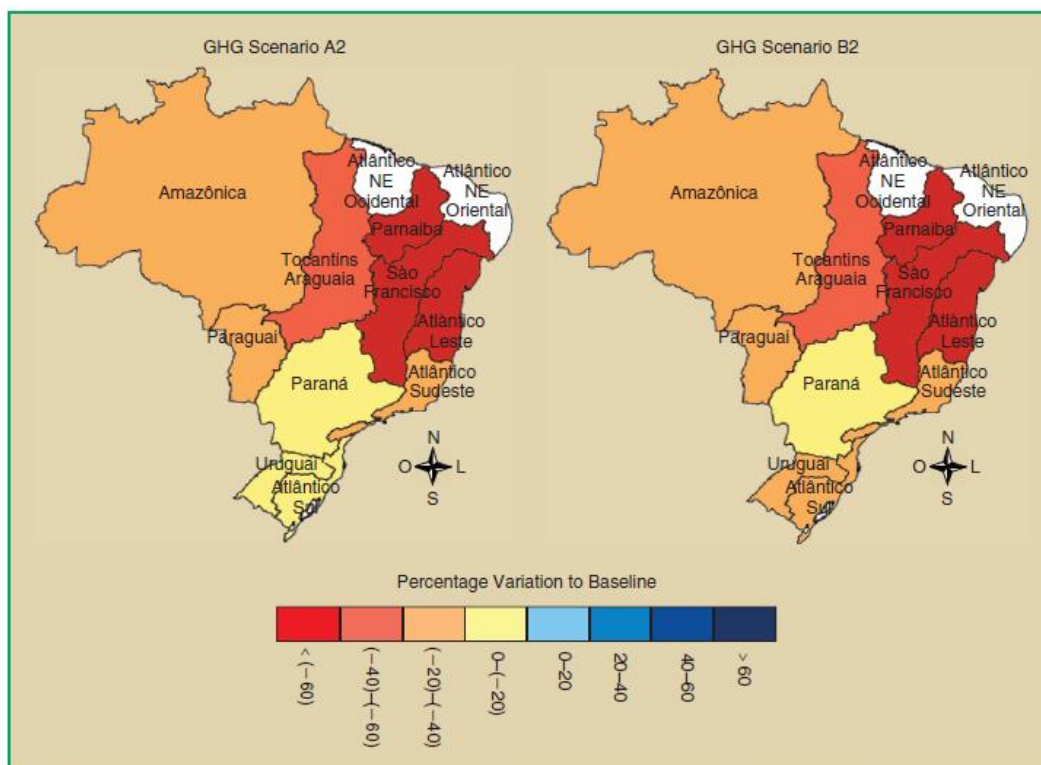 GHG Scenario A2
Amazônica
Atlântico
NE
Ocidental
Atlântico
NE
Oriental
Parnaiba
Tocantins
Araguaia
São
Francisco
Atlântico
Leste
Paraguai
Atlântico
Sudeste
Paraná
Uruguai
Atlântico
Sul
N
O L
S
GHG Scenario B2
Amazônica
Atlântico
NE
Ocidental
Atlântico
NE
Oriental
Parnaiba
Tocantins
Araguaia
São
Francisco
Atlântico
Leste
Paraguai
Atlântico
Sudeste
Paraná
Uruguai
Atlântico
Sul
N
O L
S
Percentage Variation to Baseline
< (−60)
(−40)–(−60)
(−20)–(−40)
0–(−20)
0–20
20–40
40–60
> 60